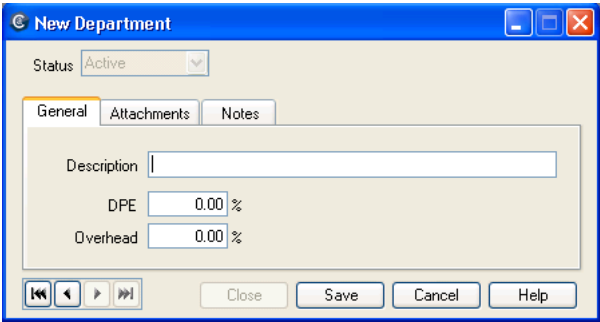 New Department
Status Active
General Attachments Notes
Description
DPE 0.00 %
Overhead 0.00 %
Close Save Cancel Help